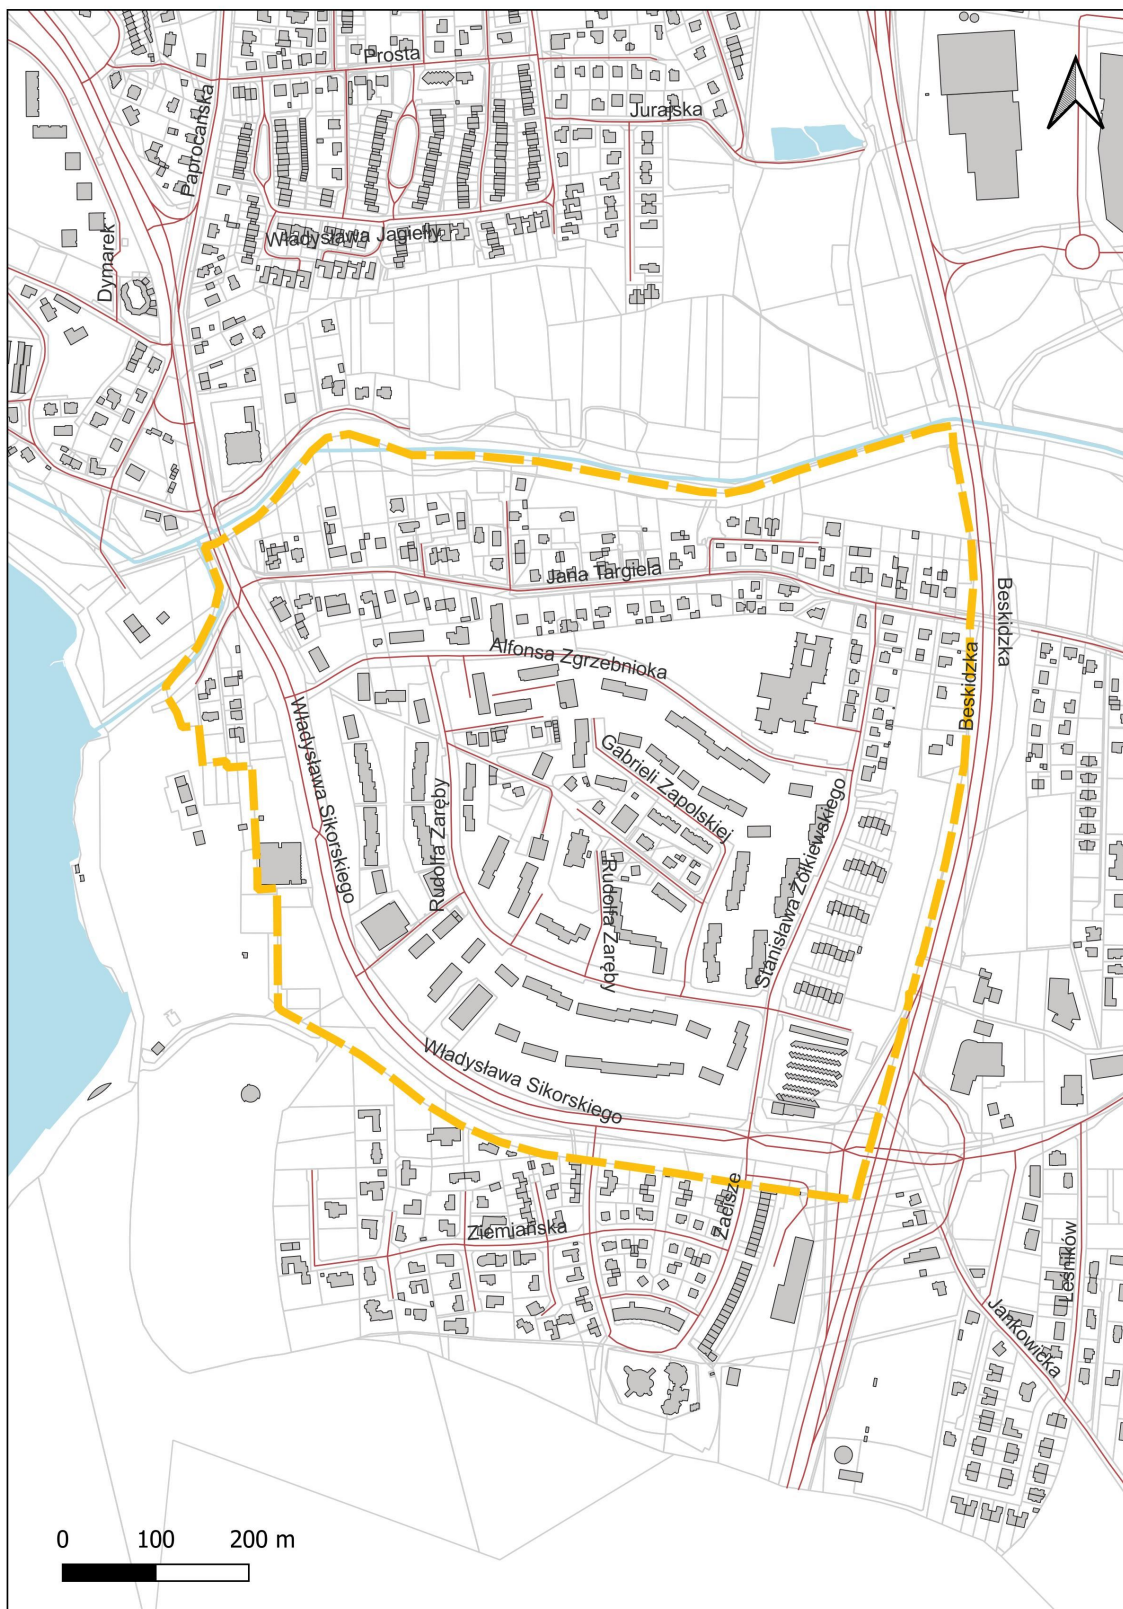 Prosta
Jurajska
Paprocańska
Władysława Jagiełły
Dymarek
Jana Targiela
Beskidzka
Beskidzka
Alfonsa Zgrzebnioka
Władysława Sikorskiego
Gabrieli Zapolskiej
Rudolfa Zaręby
Stanisława Żółkiewskiego
Rudolfa Zaręby
Władysława Sikorskiego
Zacisze
Ziemiańska
Leśników
Jankowicka
0 100 200 m